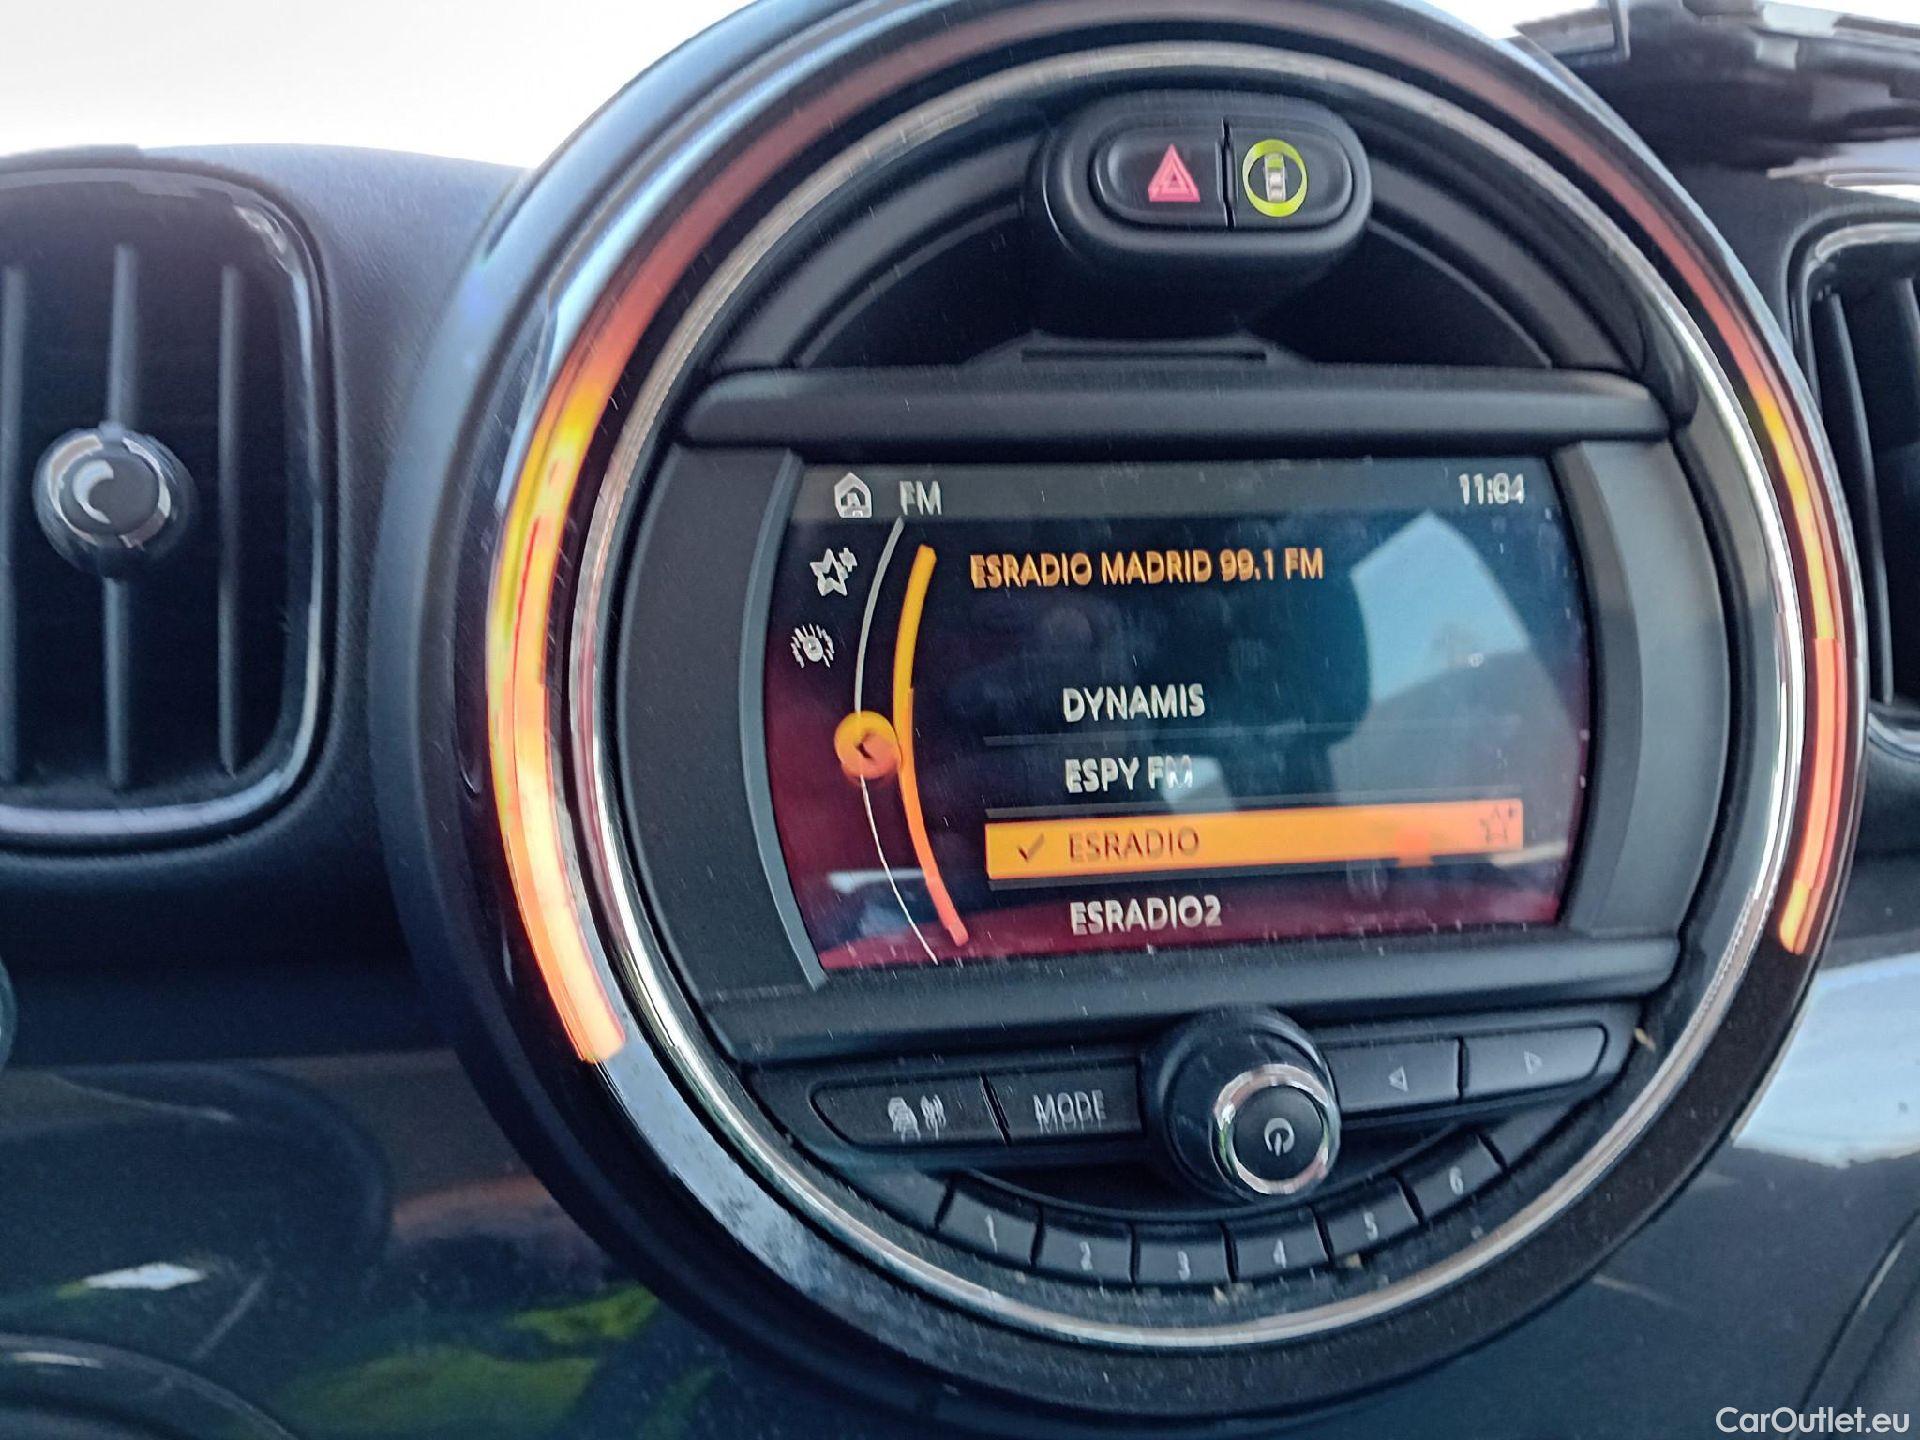 FM 11:04
ESRADIO MADRID 99.1 FM
DYNAMIS
ESPY FM
ESRADIO
ESRADIO2
MODE
1 2 3 4 5 6
CarOutlet.eu